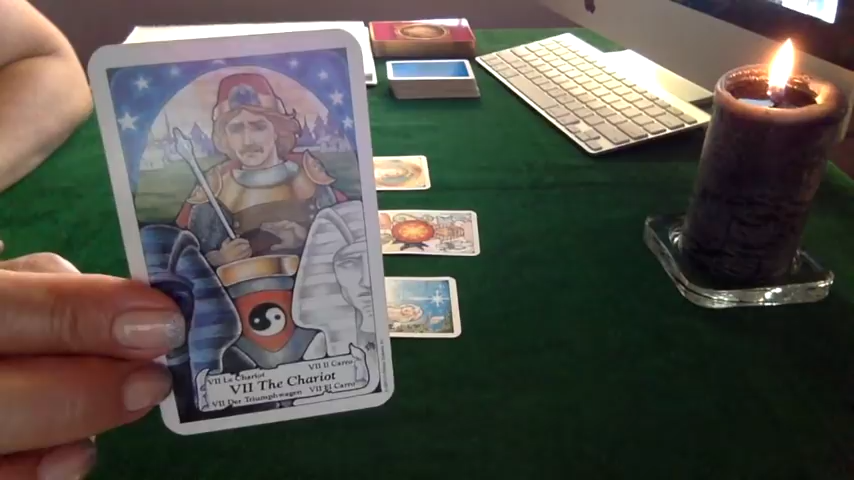 VII Le Chariot VII Il Carro
VII The Chariot
VII Der Triumphwagen VII El Carro